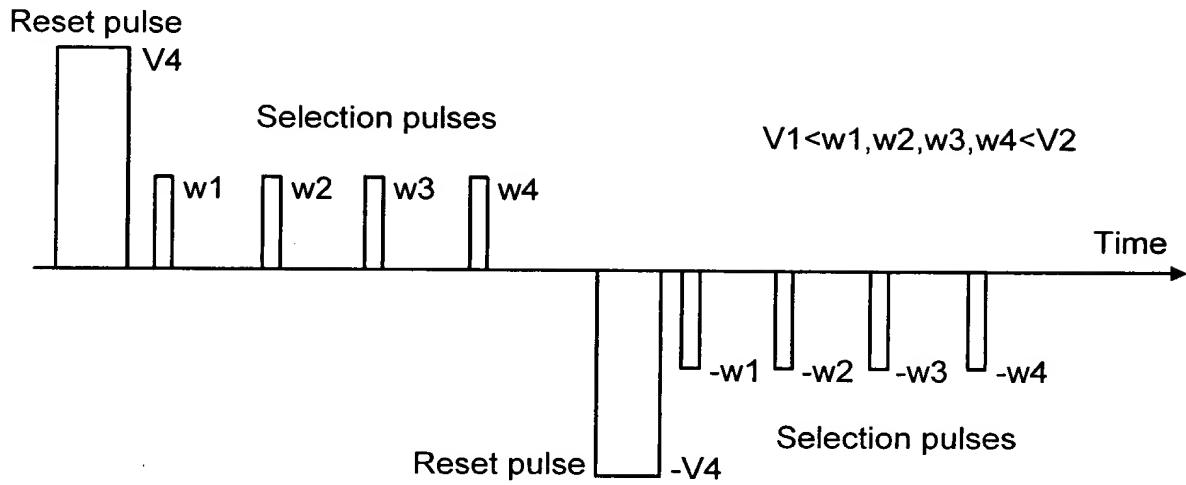 Reset pulse
V4
Selection pulses
V1<w1,w2,w3,w4<V2
w1
w2
w3
w4
Time
-w1
-w2
-w3
-w4
Selection pulses
Reset pulse
-V4